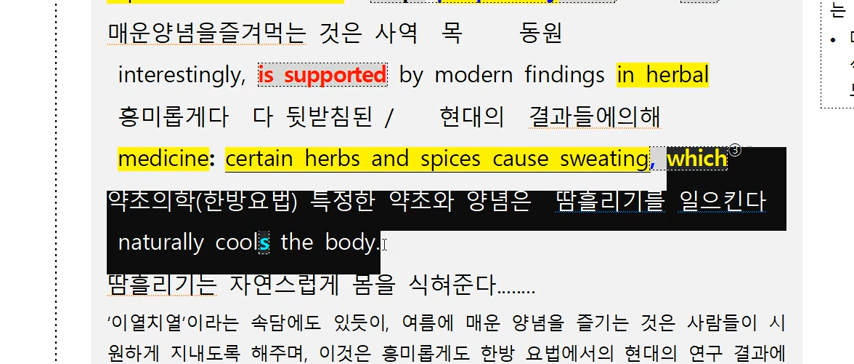 매운양념을즐겨먹는 것은 사역 목 동원
interestingly, is supported by modern findings in herbal
흥미롭게다 다 뒷받침된 / 현대의 결과들에의해
medicine: certain herbs and spices cause sweating, which③
약초의학(한방요법) 특정한 약초와 양념은 땀흘리기를 일으킨다
naturally cools the body.
땀흘리기는 자연스럽게 몸을 식혀준다........
‘이열치열’이라는 속담에도 있듯이, 여름에 매운 양념을 즐기는 것은 사람들이 시
원하게 지내도록 해주며, 이것은 흥미롭게도 한방 요법에서의 현대의 연구 결과에
는